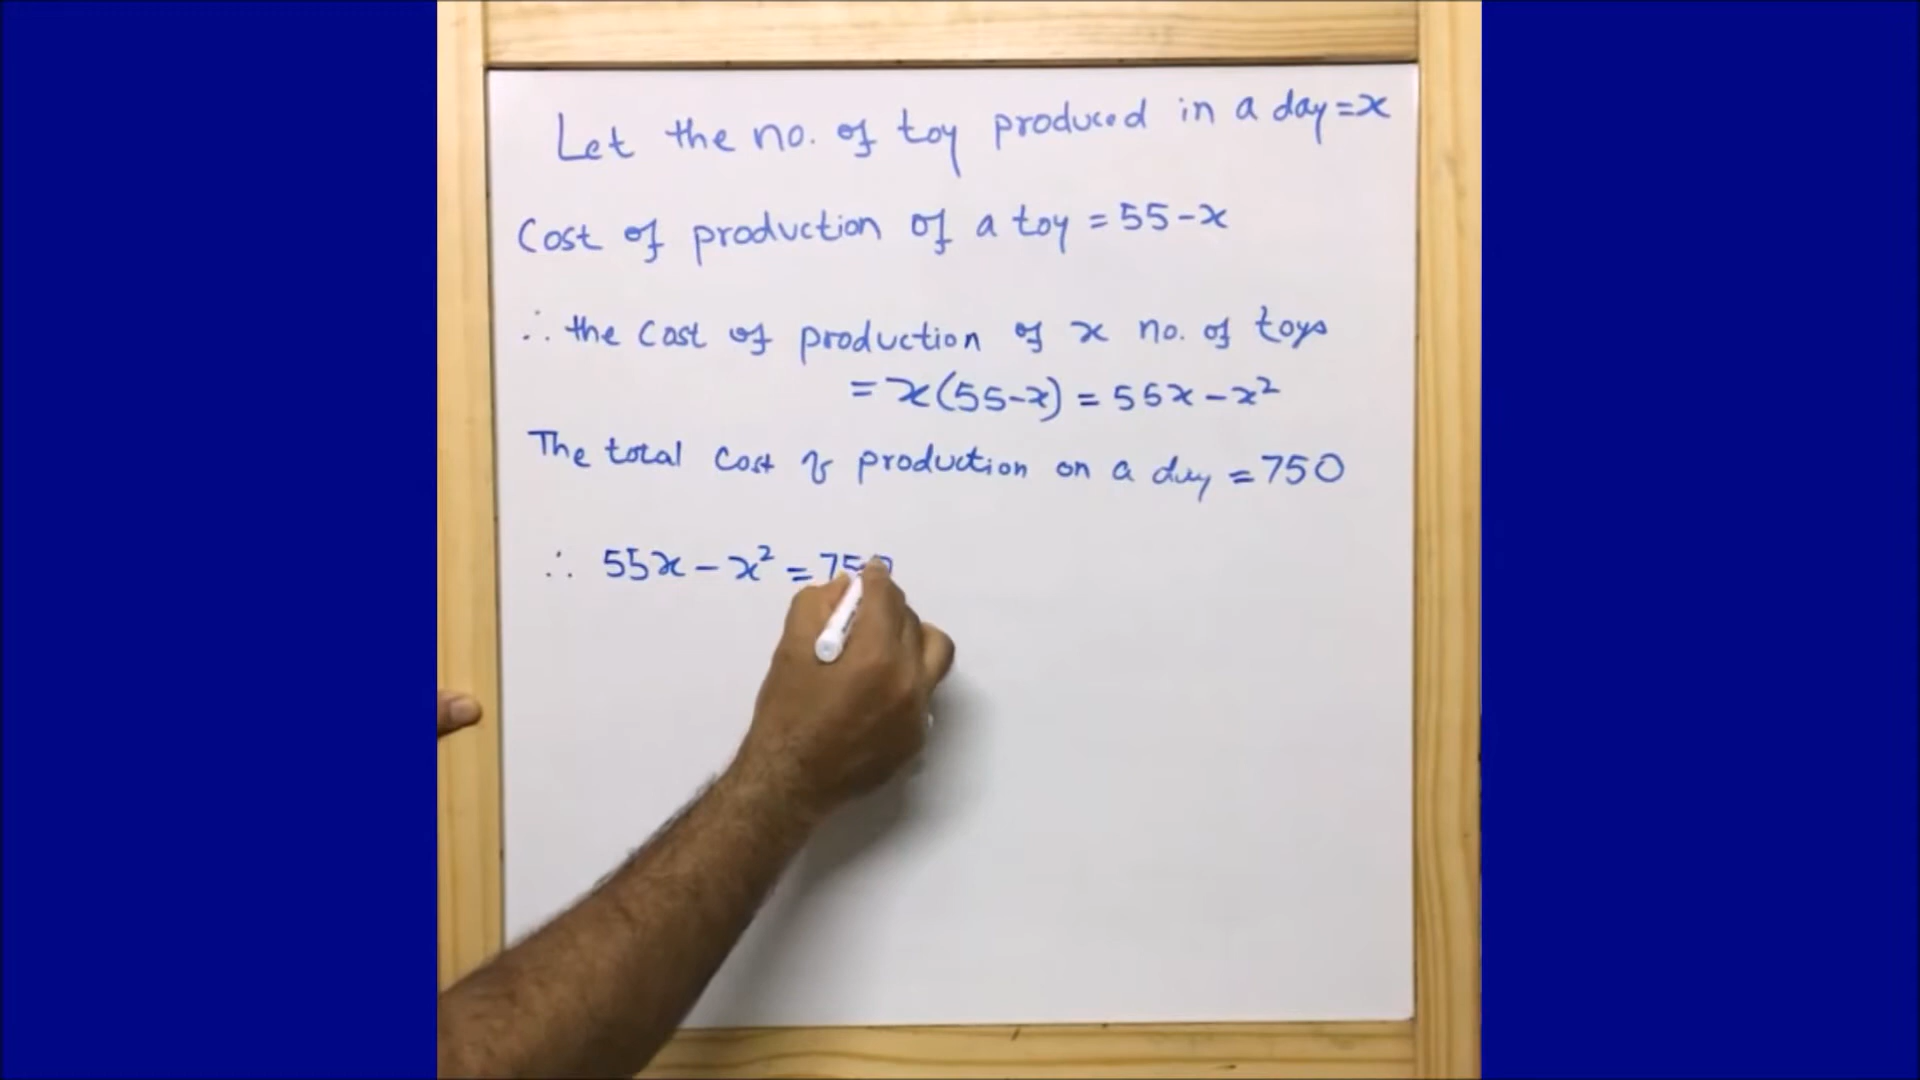 Let the no. of toy produced in a day=x
Cost of production of a toy = 55-x
∴ the cost of production of x no. of toys
= x(55-x) = 55x-x²
The total cost of production on a day = 750
∴ 55x-x² = 750